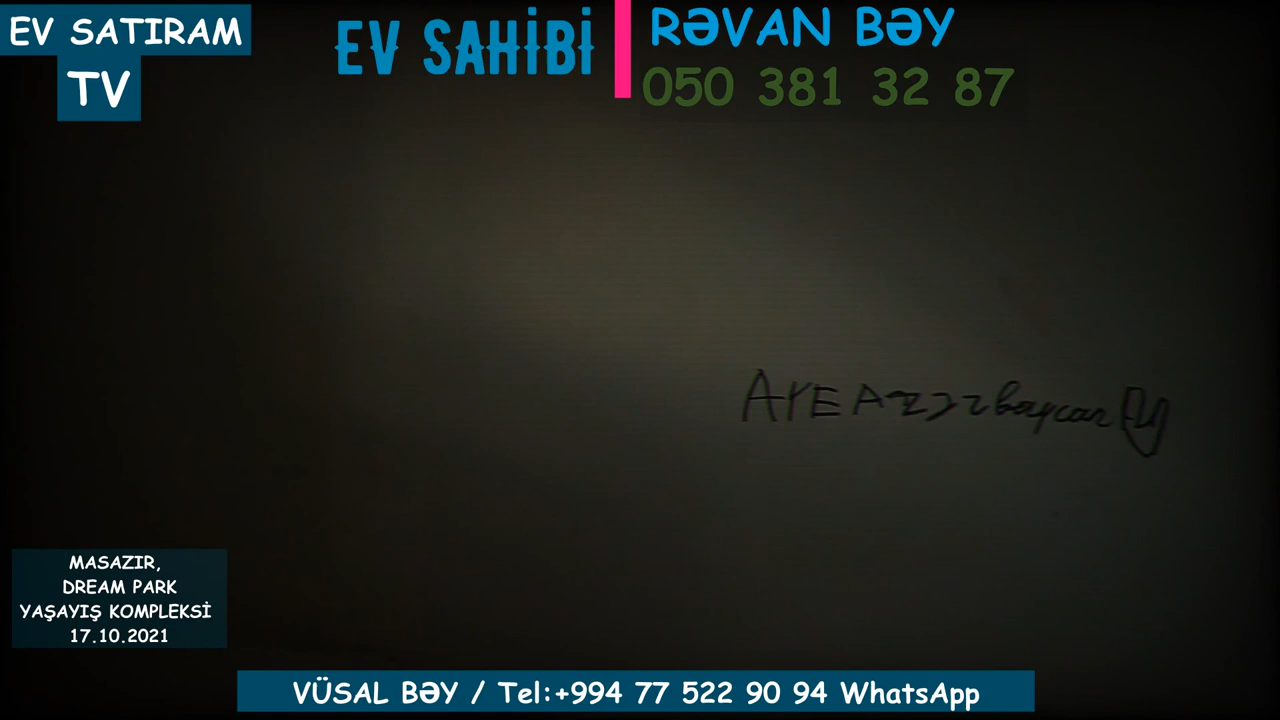 EV SATIRAM
TV
EV SAHİBİ
RƏVAN BƏY
050 381 32 87
Azərbaycan
MASAZIR,
DREAM PARK
YAŞAYIŞ KOMPLEKSİ
17.10.2021
VÜSAL BƏY / Tel:+994 77 522 90 94 WhatsApp